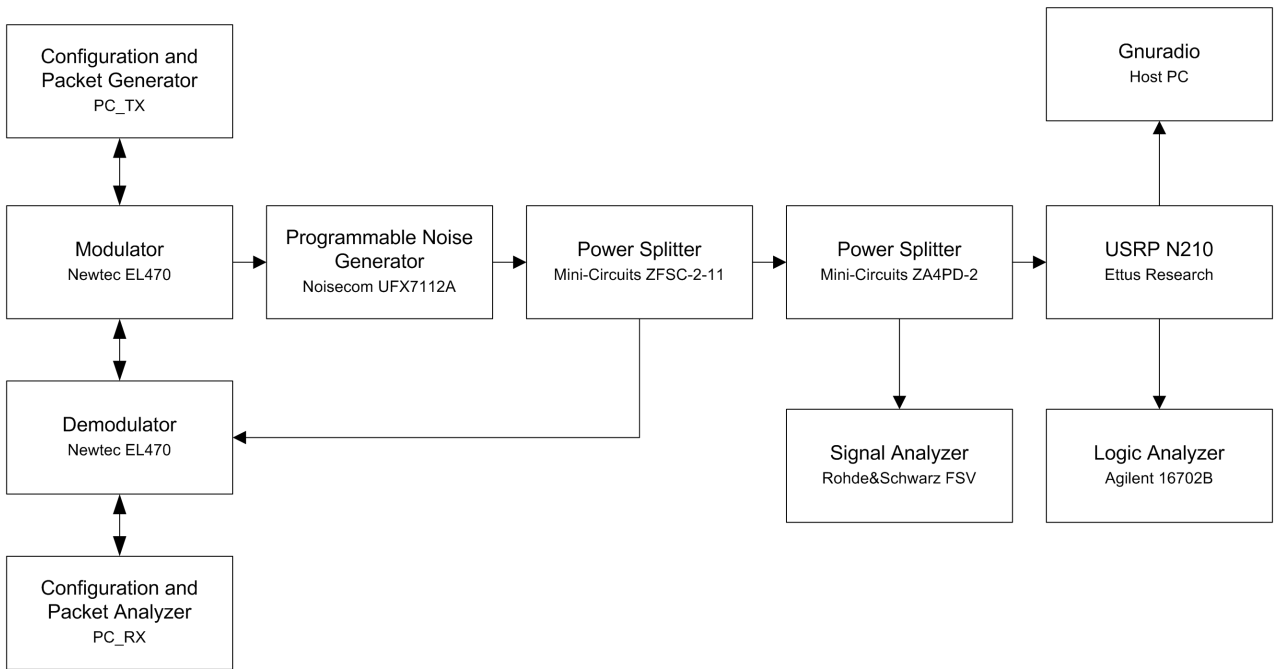 Configuration and
Packet Generator
PC_TX
Gnuradio
Host PC
Modulator
Newtec EL470
Programmable Noise
Generator
Noisecom UFX7112A
Power Splitter
Mini-Circuits ZFSC-2-11
Power Splitter
Mini-Circuits ZA4PD-2
USRP N210
Ettus Research
Demodulator
Newtec EL470
Signal Analyzer
Rohde&Schwarz FSV
Logic Analyzer
Agilent 16702B
Configuration and
Packet Analyzer
PC_RX